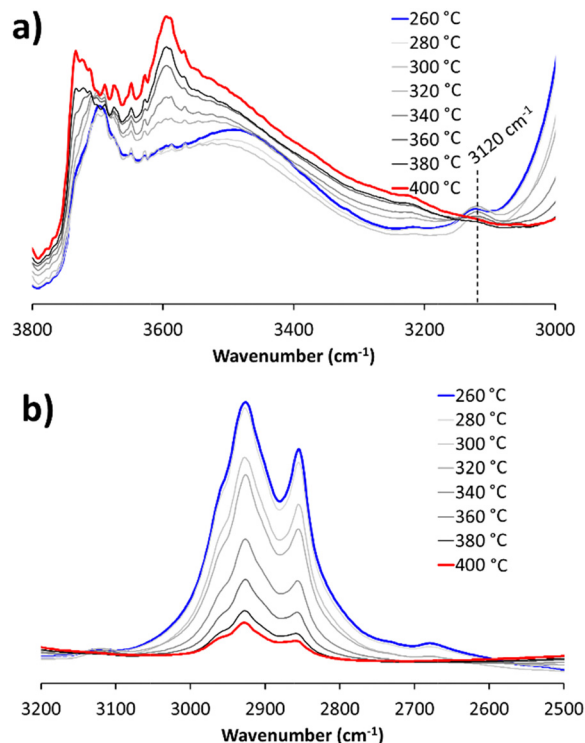 a)
260 °C
280 °C
300 °C
320 °C
340 °C
360 °C
380 °C
400 °C
3120 cm-1
3800 3600 3400 3200 3000
Wavenumber (cm-1)
b)
260 °C
280 °C
300 °C
320 °C
340 °C
360 °C
380 °C
400 °C
3200 3100 3000 2900 2800 2700 2600 2500
Wavenumber (cm-1)